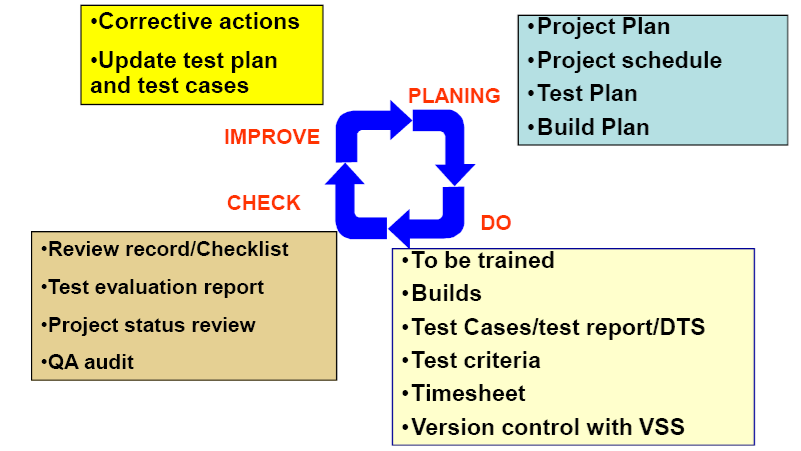 •Corrective actions
•Update test plan
and test cases
•Project Plan
•Project schedule
•Test Plan
•Build Plan
PLANING
IMPROVE
CHECK
DO
•Review record/Checklist
•Test evaluation report
•Project status review
•QA audit
•To be trained
•Builds
•Test Cases/test report/DTS
•Test criteria
•Timesheet
•Version control with VSS